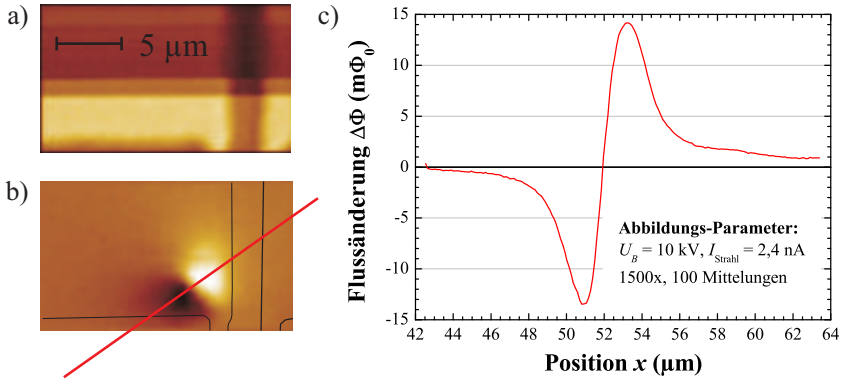 a)
5 µm
b)
c)
Flussänderung ΔΦ (mΦ0)
15
10
5
0
-5
-10
-15
Abbildungs-Parameter:
UB = 10 kV, IStrahl = 2,4 nA
1500x, 100 Mittelungen
42 44 46 48 50 52 54 56 58 60 62 64
Position x (µm)